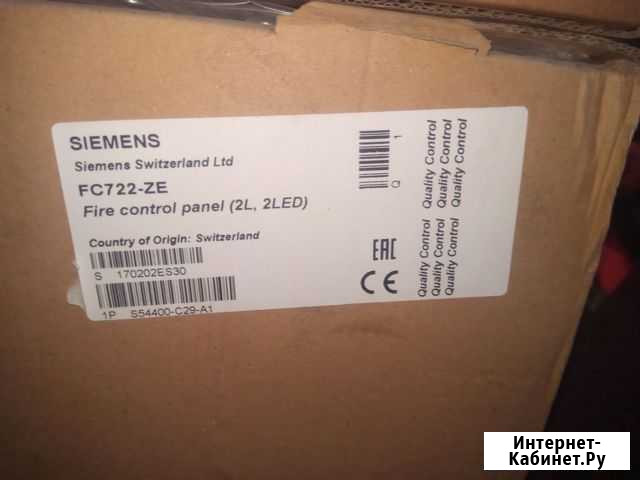 SIEMENS
Siemens Switzerland Ltd
FC722-ZE
Fire control panel (2L, 2LED)
Country of Origin: Switzerland
S 170202ES30
1P S54400-C29-A1
Q 1
EAC
CE
Quality Control
Quality Control
Quality Control
Quality Control
Quality Control
Quality Control
Интернет-
Кабинет.Ру